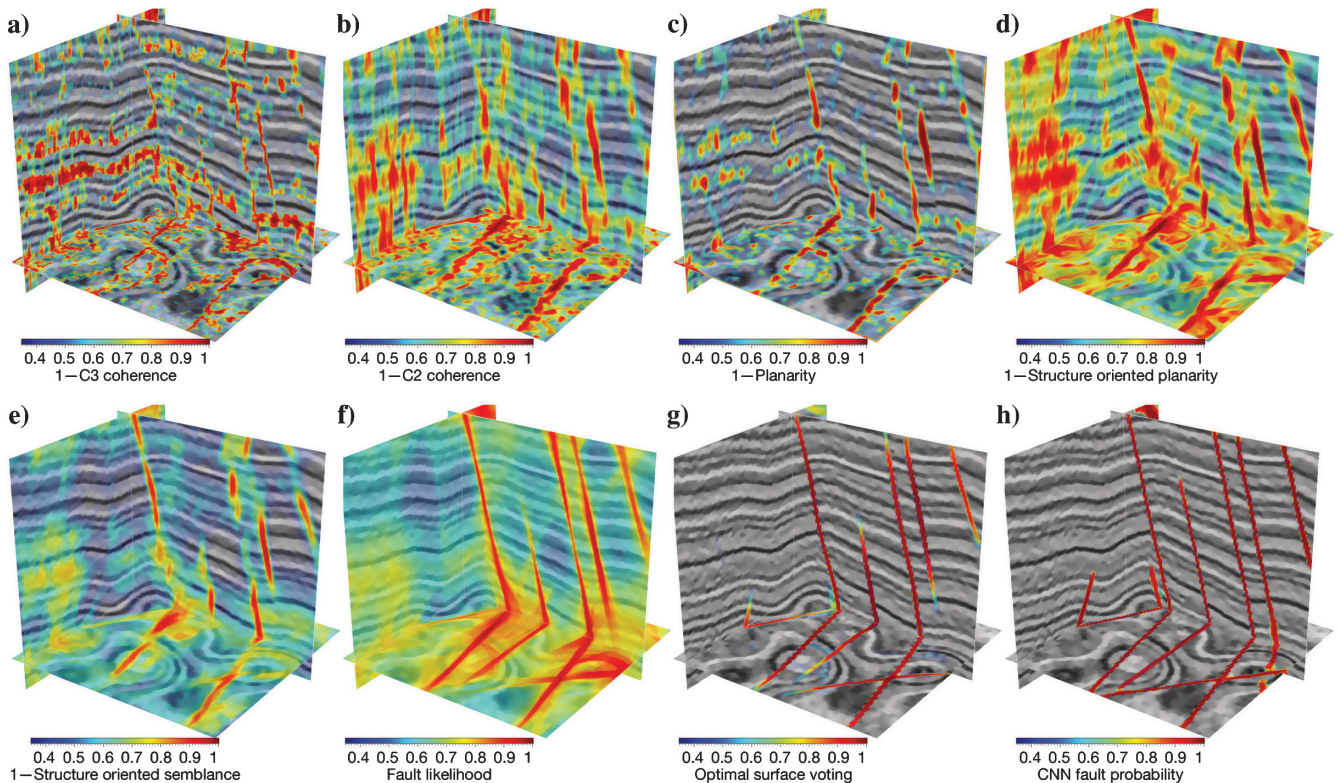 a)
b)
c)
d)
0.4 0.5 0.6 0.7 0.8 0.9 1
1−C3 coherence
0.4 0.5 0.6 0.7 0.8 0.9 1
1−C2 coherence
0.4 0.5 0.6 0.7 0.8 0.9 1
1−Planarity
0.4 0.5 0.6 0.7 0.8 0.9 1
1−Structure oriented planarity
e)
f)
g)
h)
0.4 0.5 0.6 0.7 0.8 0.9 1
1−Structure oriented semblance
0.4 0.5 0.6 0.7 0.8 0.9 1
Fault likelihood
0.4 0.5 0.6 0.7 0.8 0.9 1
Optimal surface voting
0.4 0.5 0.6 0.7 0.8 0.9 1
CNN fault probability